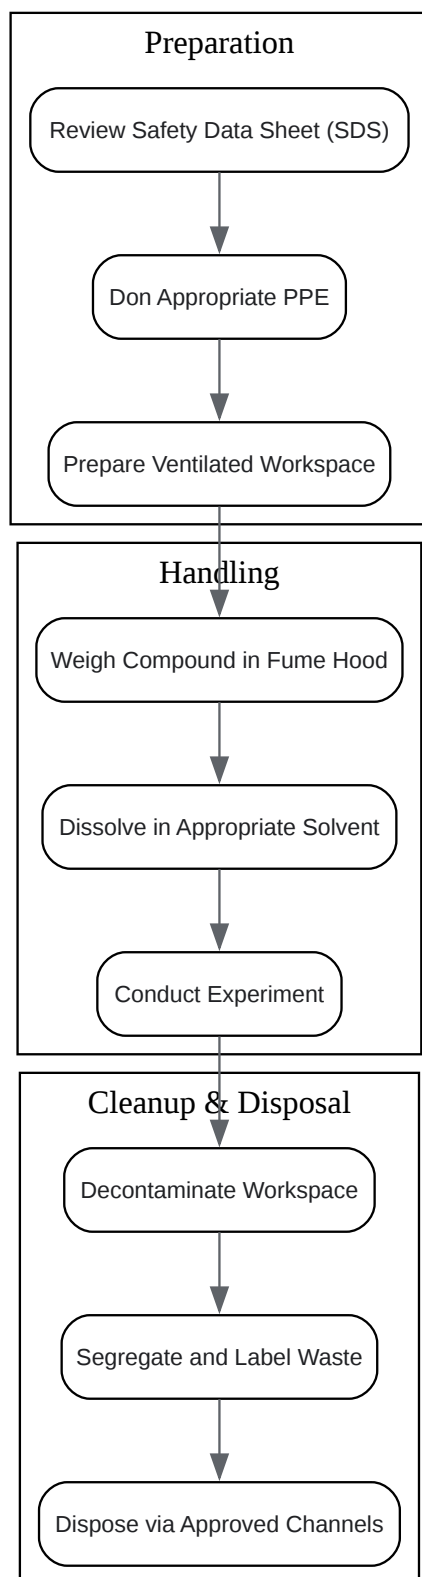 Preparation
Review Safety Data Sheet (SDS)
Don Appropriate PPE
Prepare Ventilated Workspace
Handling
Weigh Compound in Fume Hood
Dissolve in Appropriate Solvent
Conduct Experiment
Cleanup & Disposal
Decontaminate Workspace
Segregate and Label Waste
Dispose via Approved Channels